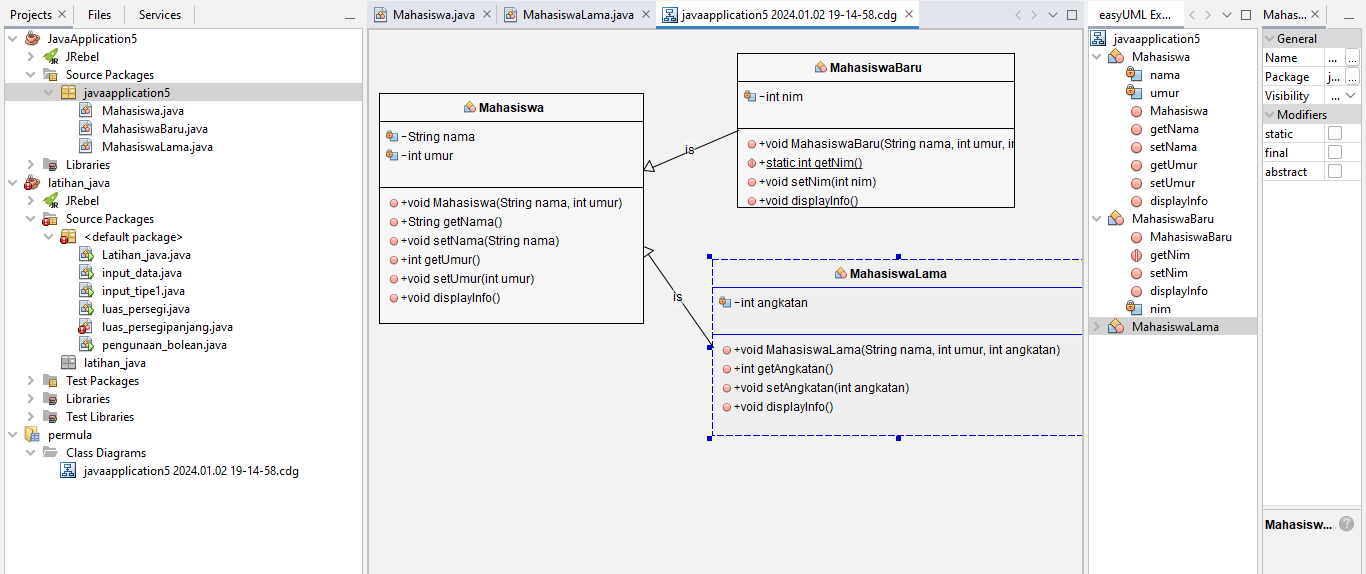 Projects
Files
Services
JavaApplication5
JRebel
Source Packages
javaapplication5
Mahasiswa.java
MahasiswaBaru.java
MahasiswaLama.java
Libraries
latihan_java
JRebel
Source Packages
<default package>
Latihan_java.java
input_data.java
input_tipe1.java
luas_persegi.java
luas_persegipanjang.java
pengunaan_bolean.java
latihan_java
Test Packages
Libraries
Test Libraries
permula
Class Diagrams
javaapplication5 2024.01.02 19-14-58.cdg
Mahasiswa.java
MahasiswaLama.java
javaapplication5 2024.01.02 19-14-58.cdg
Mahasiswa
-String nama
-int umur
+void Mahasiswa(String nama, int umur)
+String getNama()
+void setNama(String nama)
+int getUmur()
+void setUmur(int umur)
+void displayInfo()
is
is
MahasiswaBaru
-int nim
+void MahasiswaBaru(String nama, int umur, in
+static int getNim()
+void setNim(int nim)
+void displayInfo()
MahasiswaLama
-int angkatan
+void MahasiswaLama(String nama, int umur, int angkatan)
+int getAngkatan()
+void setAngkatan(int angkatan)
+void displayInfo()
easyUML Ex...
javaapplication5
Mahasiswa
nama
umur
Mahasiswa
getNama
setNama
getUmur
setUmur
displayInfo
MahasiswaBaru
MahasiswaBaru
getNim
setNim
displayInfo
nim
MahasiswaLama
Mahas...
General
Name ... ...
Package j... ...
Visibility ...
Modifiers
static
final
abstract
Mahasisw... ?